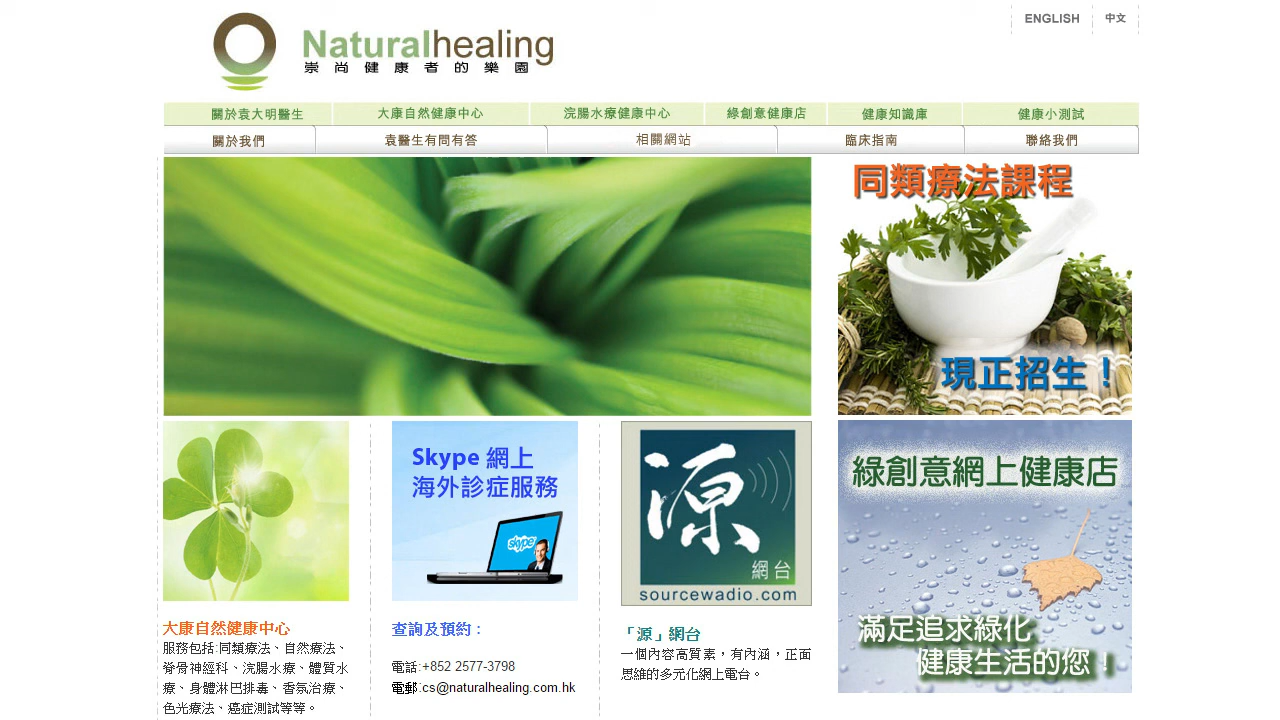 ENGLISH 中文
Naturalhealing
崇尚健康者的樂園
關於袁大明醫生 大康自然健康中心 浣腸水療健康中心 綠創意健康店 健康知識庫 健康小測試
關於我們 袁醫生有問有答 相關網站 臨床指南 聯絡我們
同類療法課程
現正招生！
Skype 網上
海外診症服務
skype
源
網台
sourcewadio.com
綠創意網上健康店
滿足追求綠化
健康生活的您！
大康自然健康中心
服務包括:同類療法、自然療法、
脊骨神經科、浣腸水療、體質水
療、身體淋巴排毒、香氛治療、
色光療法、癌症測試等等。
查詢及預約：
電話:+852 2577-3798
電郵:cs@naturalhealing.com.hk
「源」網台
一個內容高質素，有內涵，正面
思維的多元化網上電台。